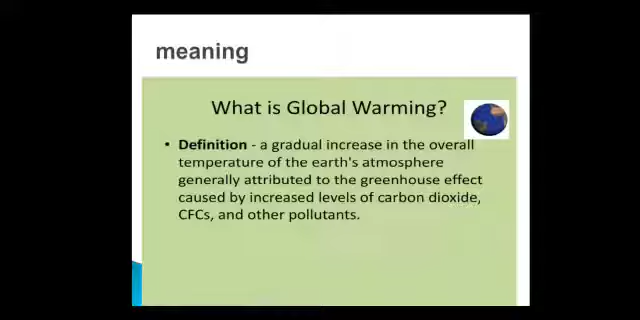 meaning
What is Global Warming?
• Definition - a gradual increase in the overall
temperature of the earth's atmosphere
generally attributed to the greenhouse effect
caused by increased levels of carbon dioxide,
CFCs, and other pollutants.